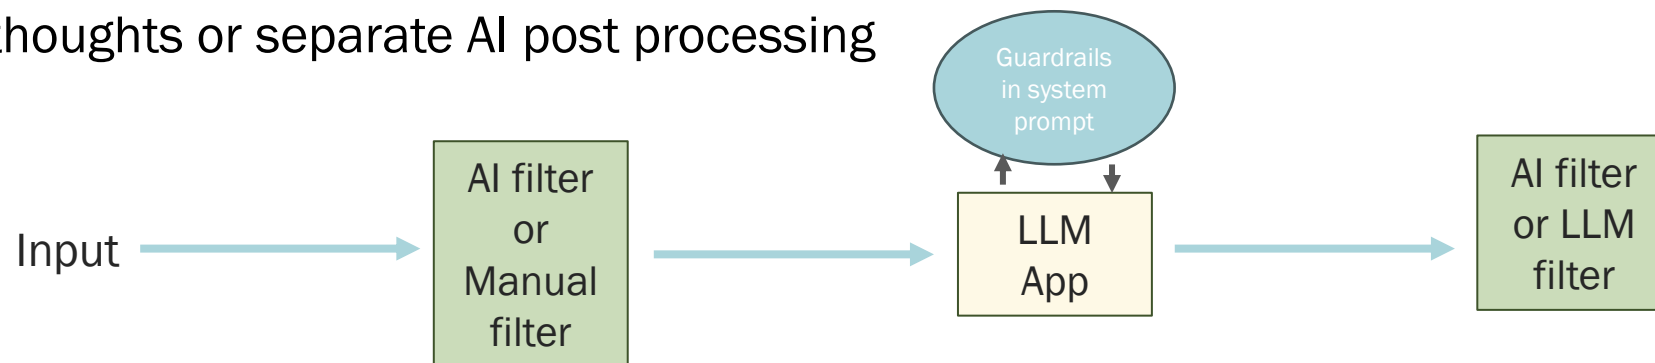 thoughts or separate AI post processing
Guardrails
in system
prompt
Input
AI filter
or
Manual
filter
LLM
App
AI filter
or LLM
filter